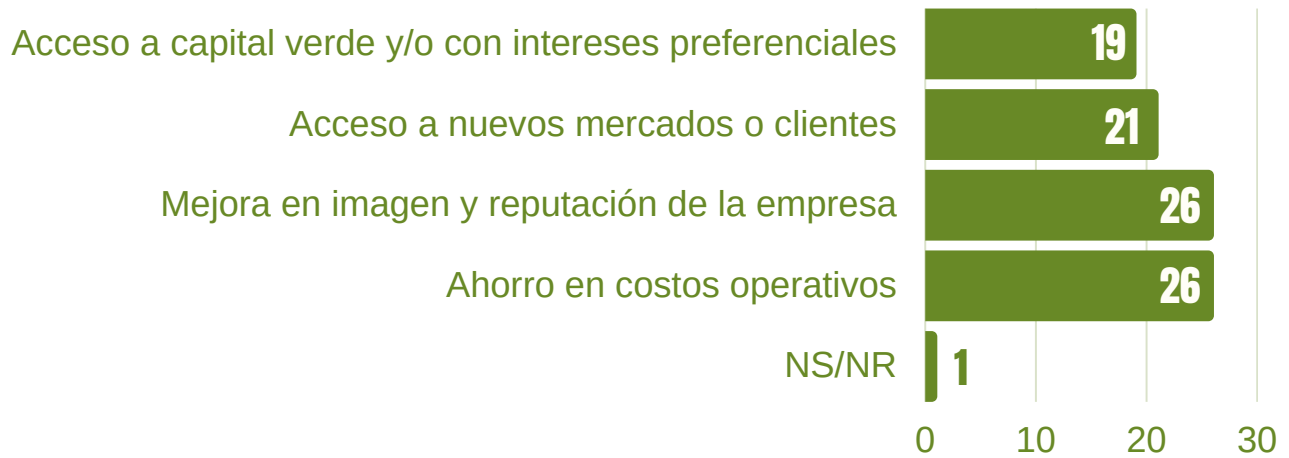 Acceso a capital verde y/o con intereses preferenciales 19
Acceso a nuevos mercados o clientes 21
Mejora en imagen y reputación de la empresa 26
Ahorro en costos operativos 26
NS/NR 1
0 10 20 30